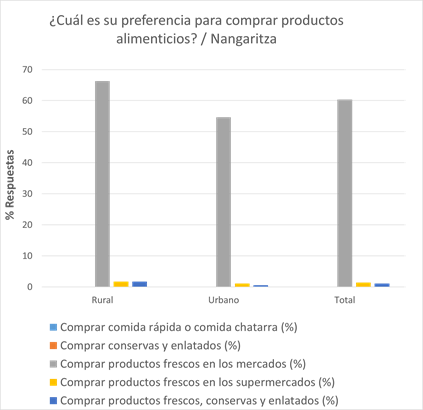 ¿Cuál es su preferencia para comprar productos
alimenticios? / Nangaritza
70
60
50
40
30
20
10
0
% Respuestas
Rural
Urbano
Total
Comprar comida rápida o comida chatarra (%)
Comprar conservas y enlatados (%)
Comprar productos frescos en los mercados (%)
Comprar productos frescos en los supermercados (%)
Comprar productos frescos, conservas y enlatados (%)